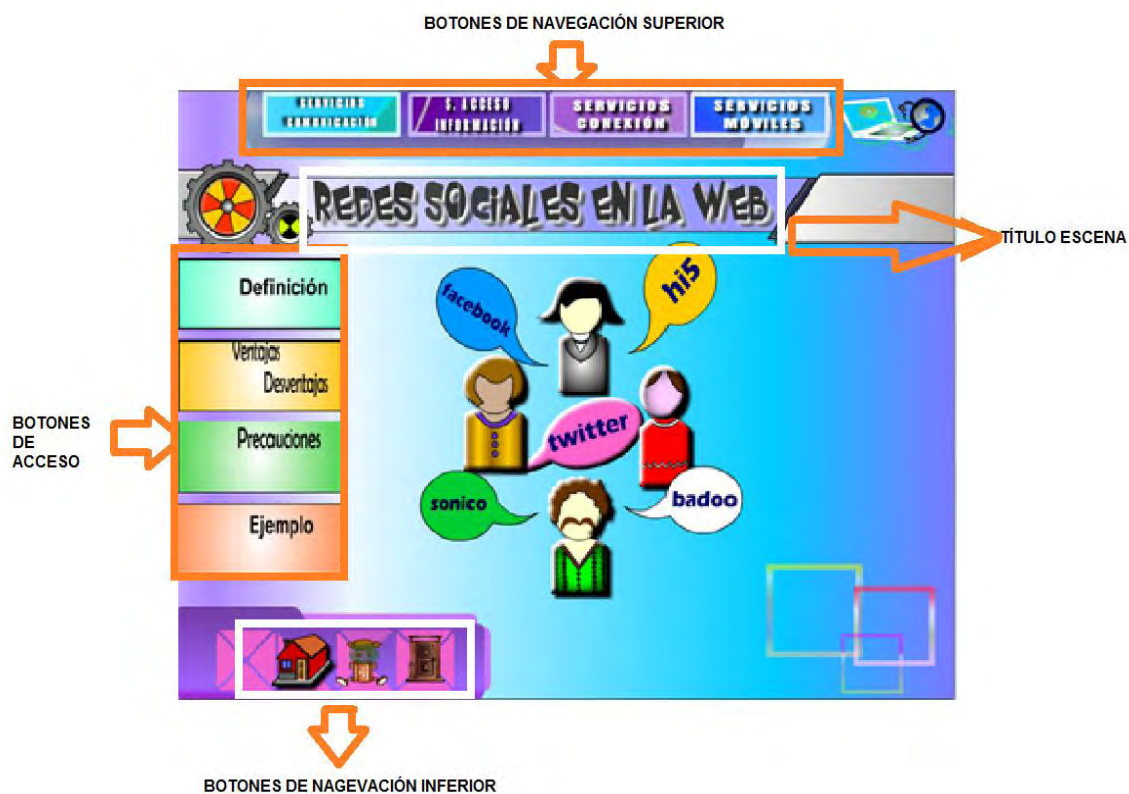 BOTONES DE NAVEGACIÓN SUPERIOR
SERVICIOS
COMUNICACIÓN
S. ACCESO
INFORMACIÓN
SERVICIOS
CONEXIÓN
SERVICIOS
MÓVILES
REDES SOCIALES EN LA WEB
TÍTULO ESCENA
Definición
Ventajas
Desventajas
Precauciones
Ejemplo
BOTONES
DE
ACCESO
facebook
hi5
twitter
sonico
badoo
BOTONES DE NAGEVACIÓN INFERIOR